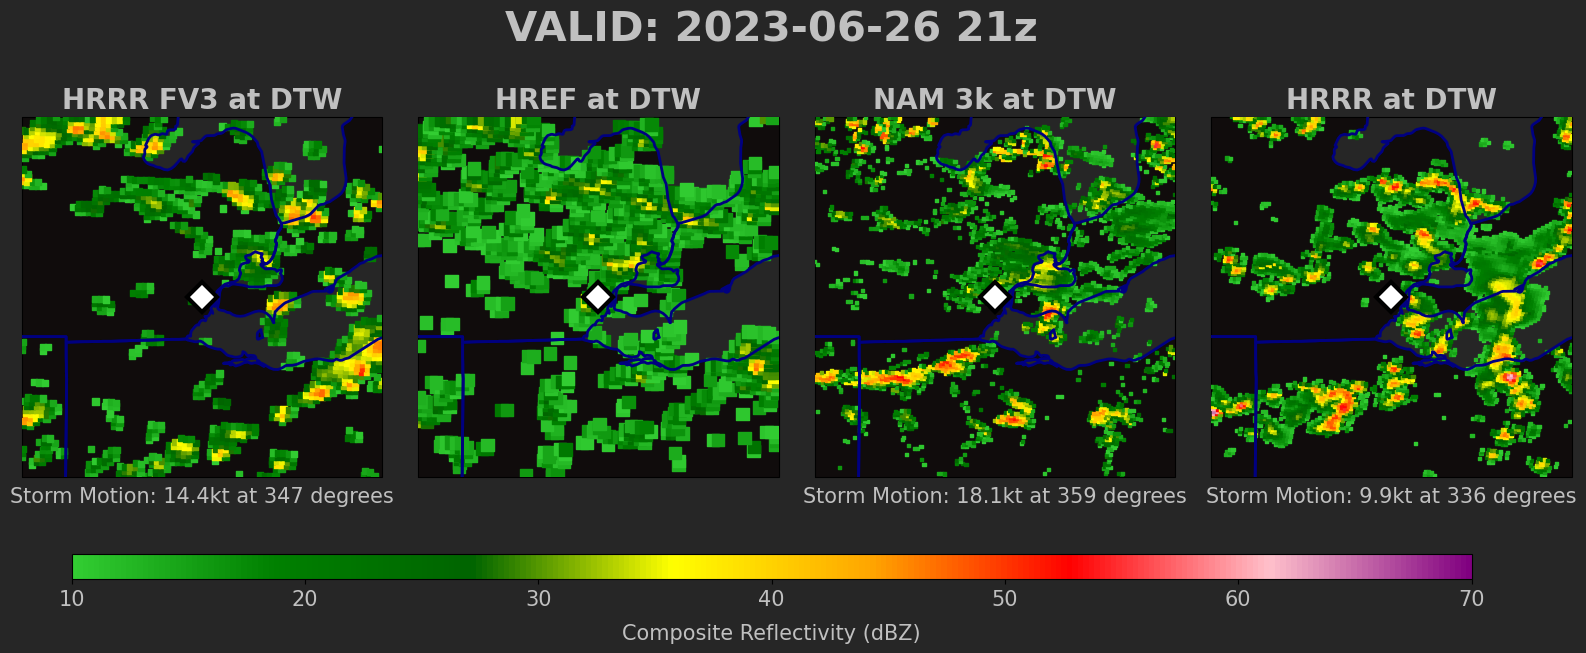 VALID: 2023-06-26 21z
HRRR FV3 at DTW
HREF at DTW
NAM 3k at DTW
HRRR at DTW
Storm Motion: 14.4kt at 347 degrees
Storm Motion: 18.1kt at 359 degrees
Storm Motion: 9.9kt at 336 degrees
10 20 30 40 50 60 70
Composite Reflectivity (dBZ)